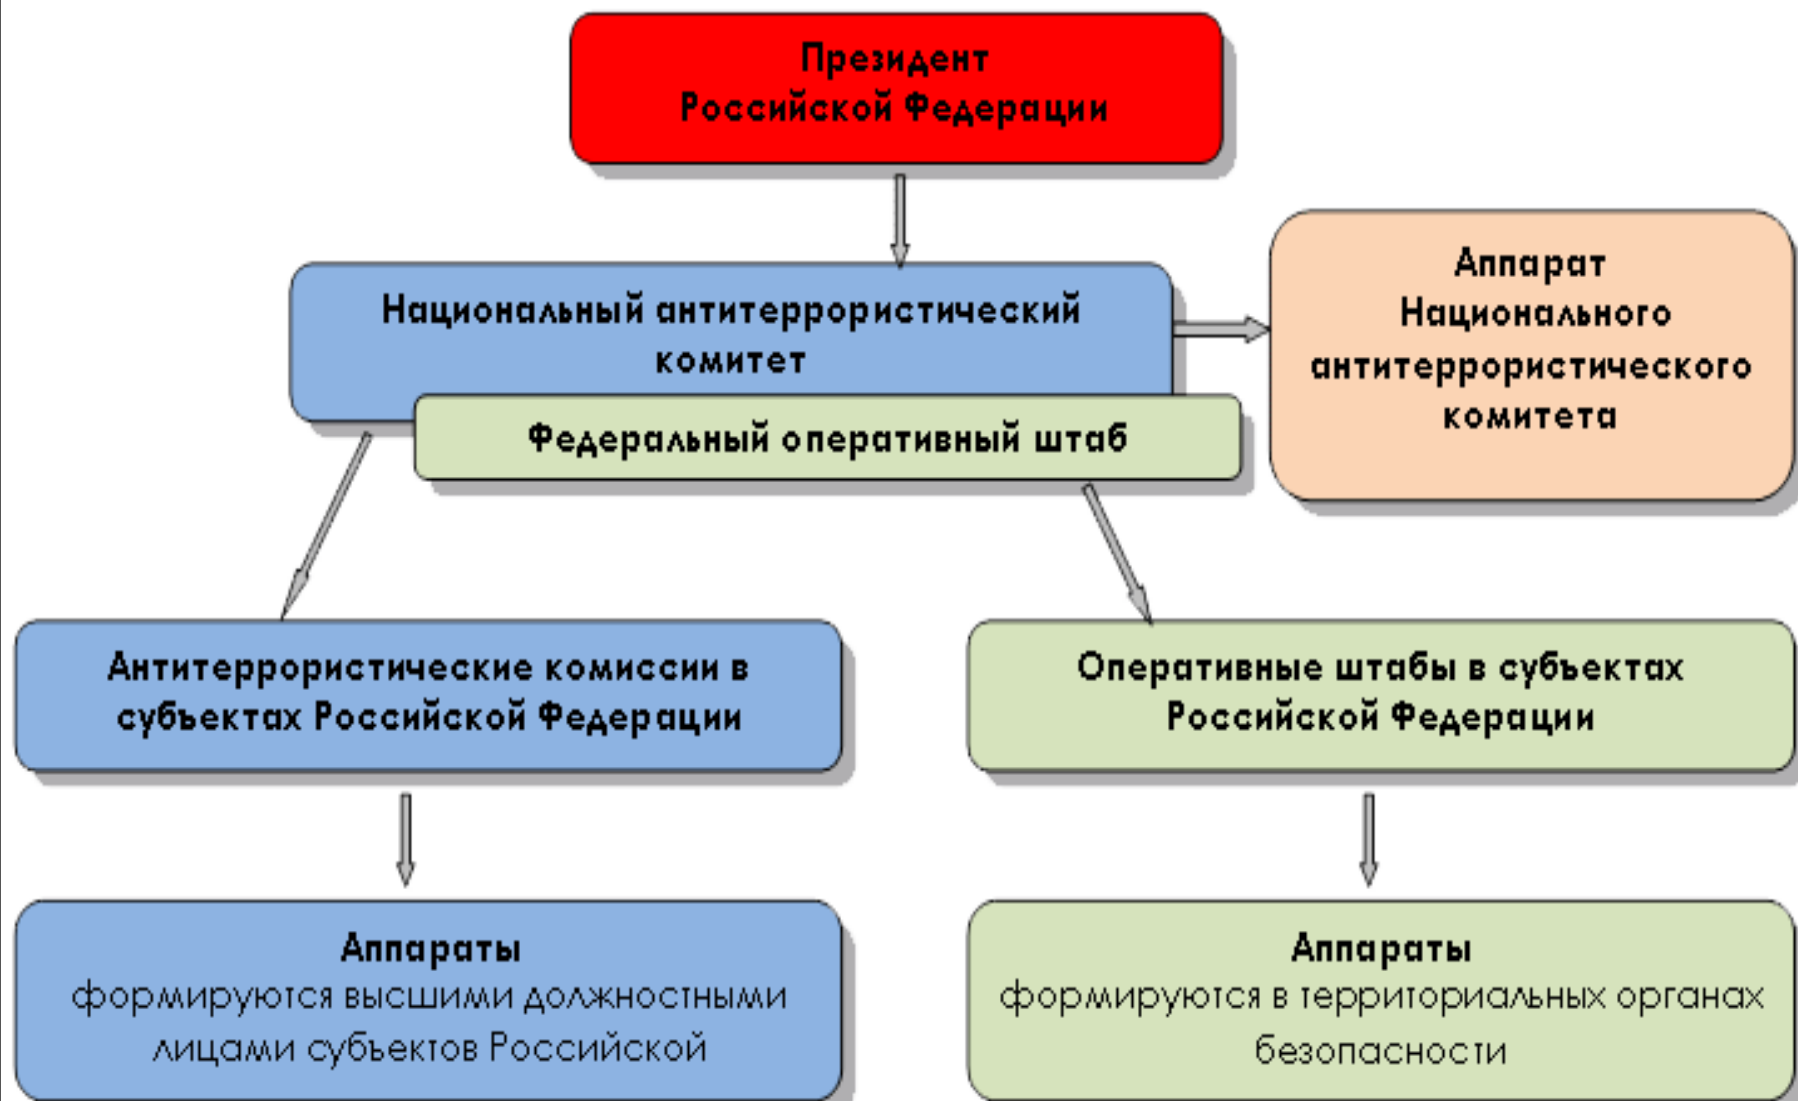 Президент
Российской Федерации
Национальный антитеррористический
комитет
Аппарат
Национального
антитеррористического
комитета
Федеральный оперативный штаб
Антитеррористические комиссии в
субъектах Российской Федерации
Оперативные штабы в субъектах
Российской Федерации
Аппараты
формируются высшими должностными
лицами субъектов Российской
Аппараты
формируются в территориальных органах
безопасности